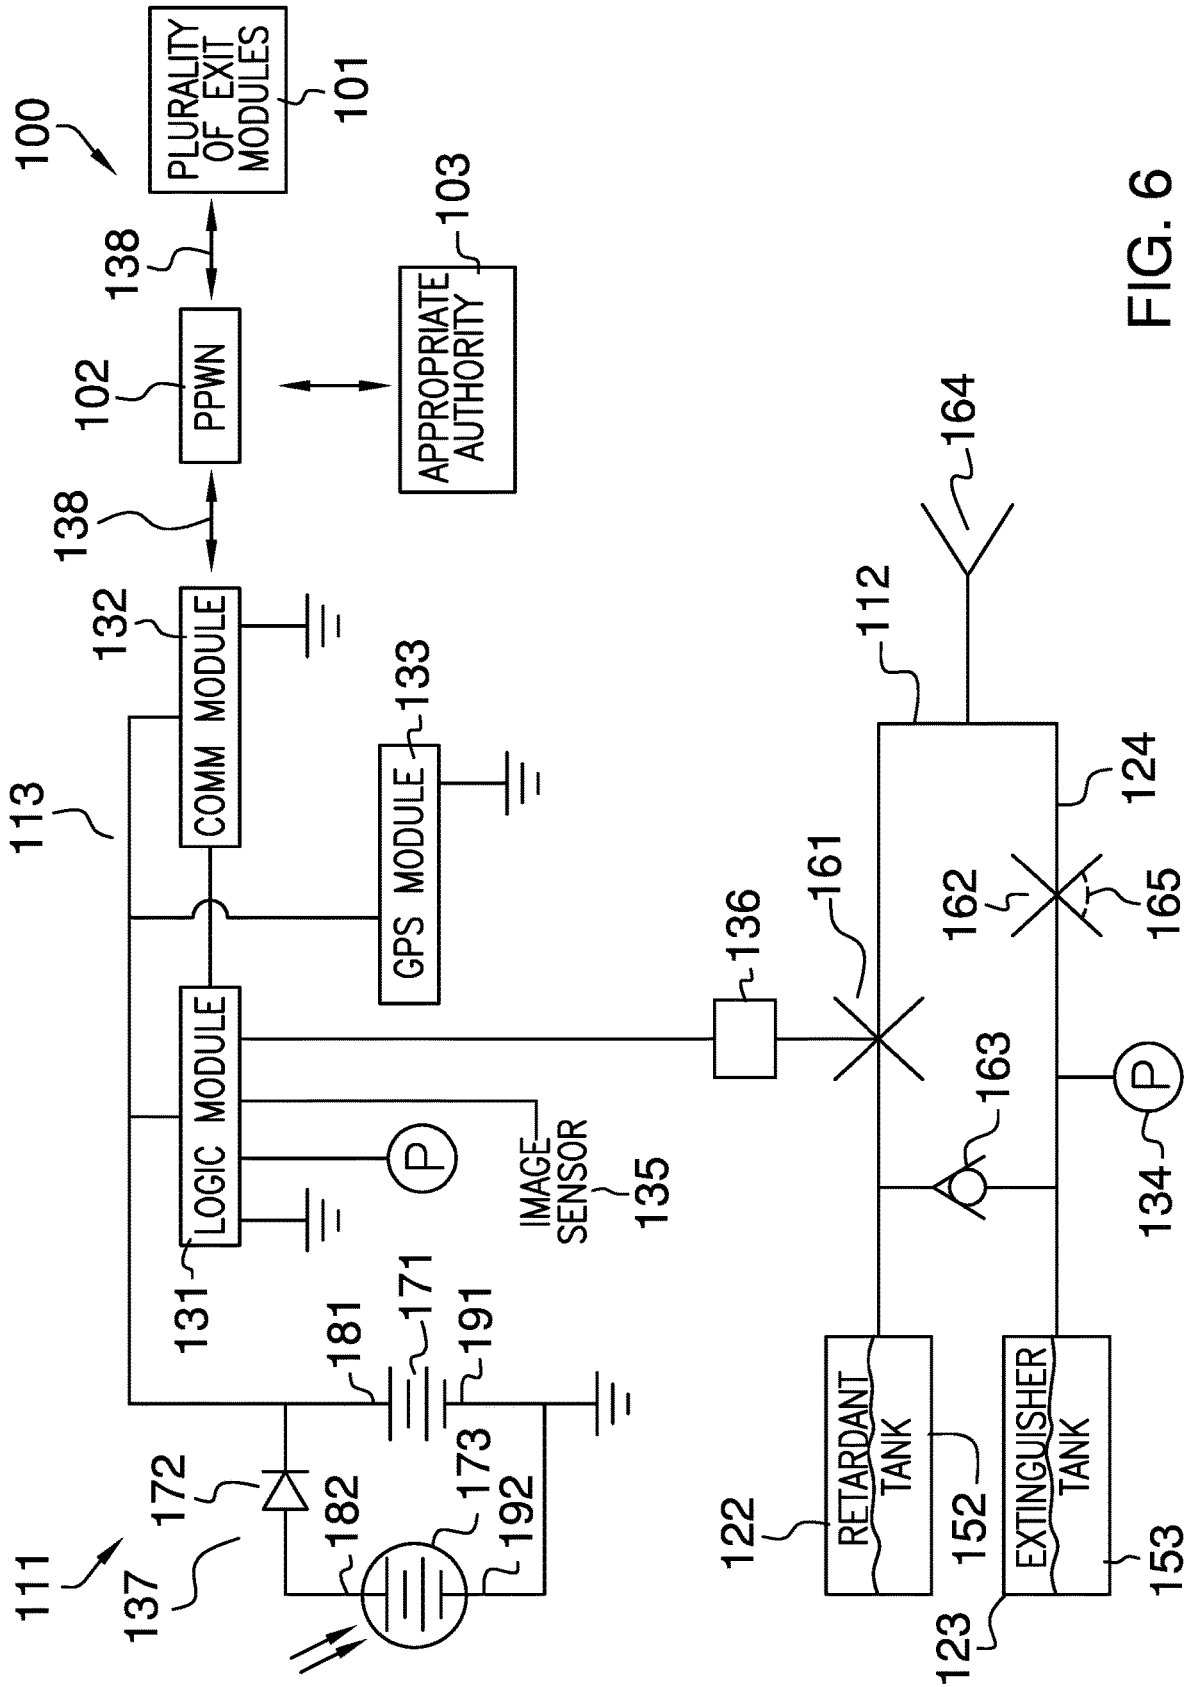 100
PLURALITY
OF EXIT
MODULES
101
138
102
PPWN
103
APPROPRIATE
AUTHORITY
138
132
COMM MODULE
113
133
GPS MODULE
131
LOGIC MODULE
P
IMAGE
SENSOR
135
136
111
137
172
181
171
191
182
173
192
161
112
164
124
162
165
163
P
134
122
RETARDANT
TANK
152
123
EXTINGUISHER
TANK
153
FIG. 6